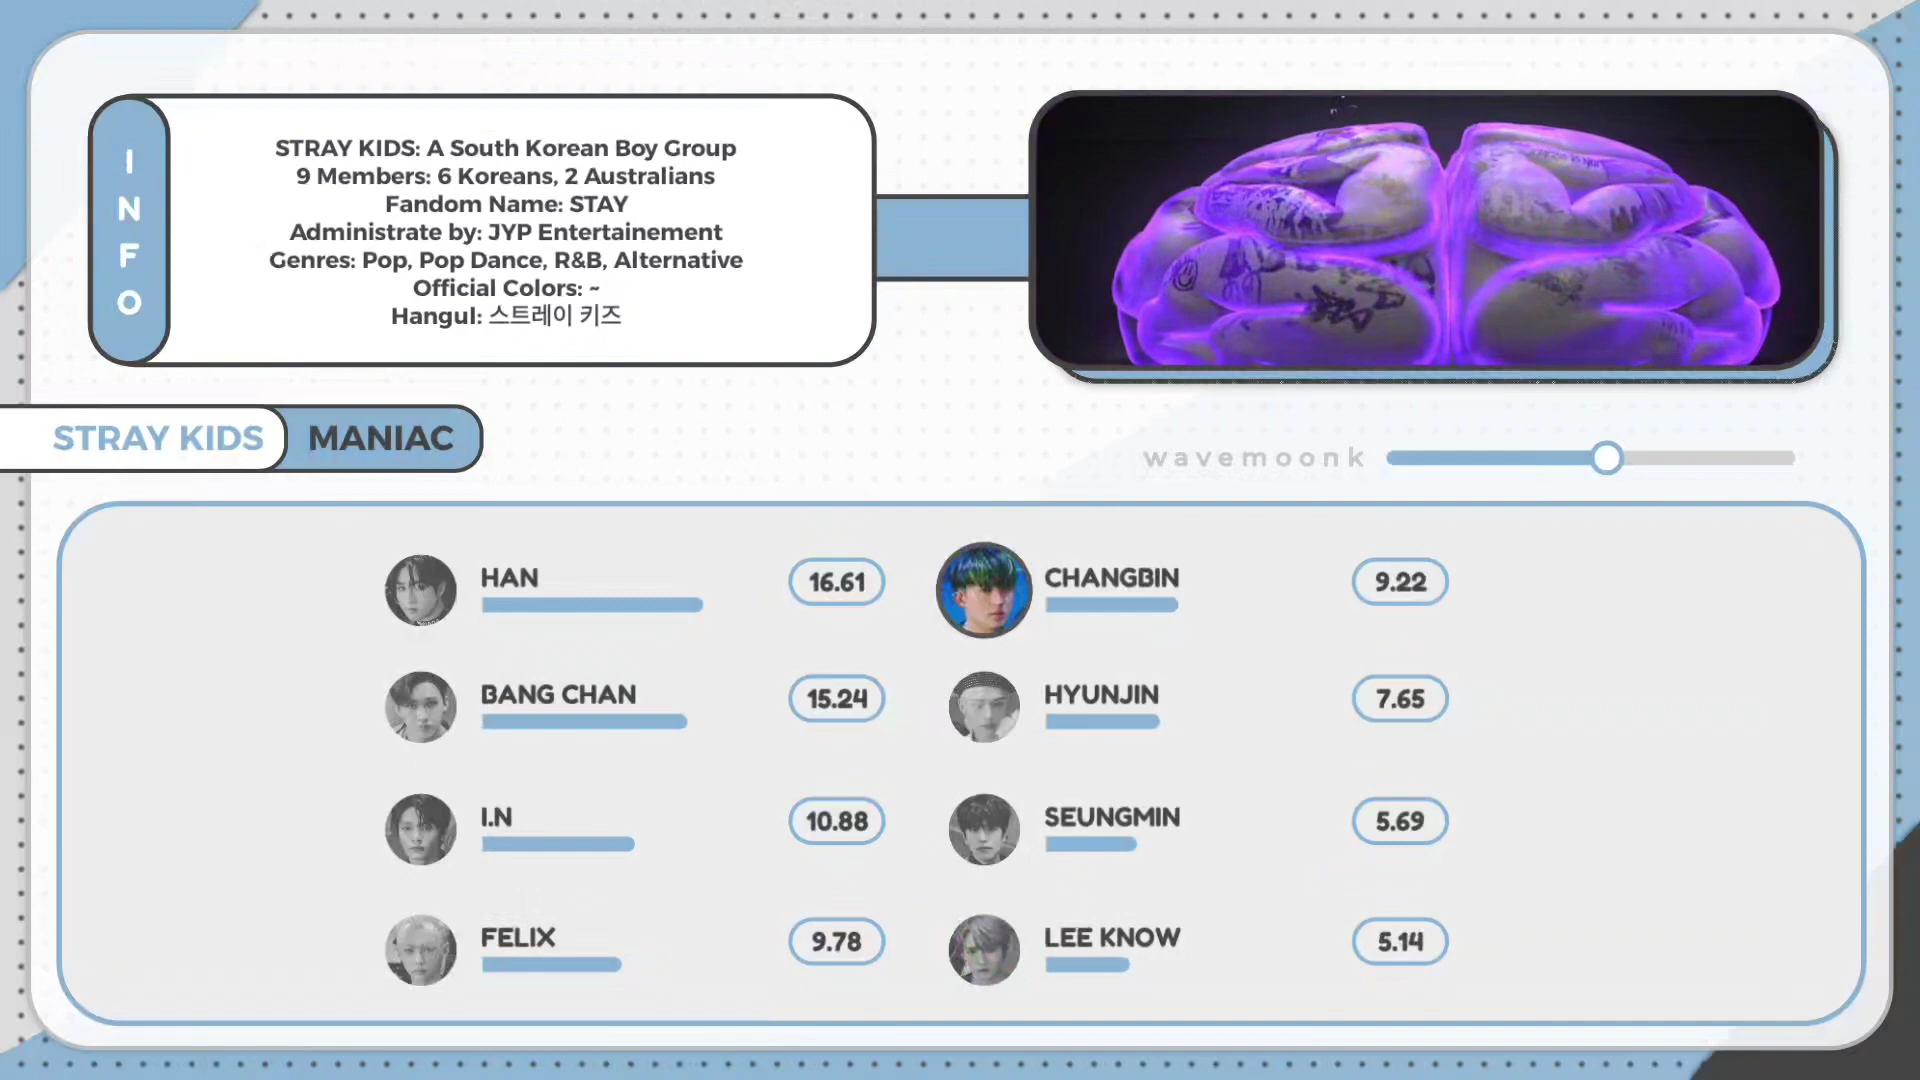 INFO
STRAY KIDS: A South Korean Boy Group
9 Members: 6 Koreans, 2 Australians
Fandom Name: STAY
Administrate by: JYP Entertainement
Genres: Pop, Pop Dance, R&B, Alternative
Official Colors: ~
Hangul: 스트레이 키즈
STRAY KIDS MANIAC
wavemoonk
HAN 16.61
CHANGBIN 9.22
BANG CHAN 15.24
HYUNJIN 7.65
I.N 10.88
SEUNGMIN 5.69
FELIX 9.78
LEE KNOW 5.14